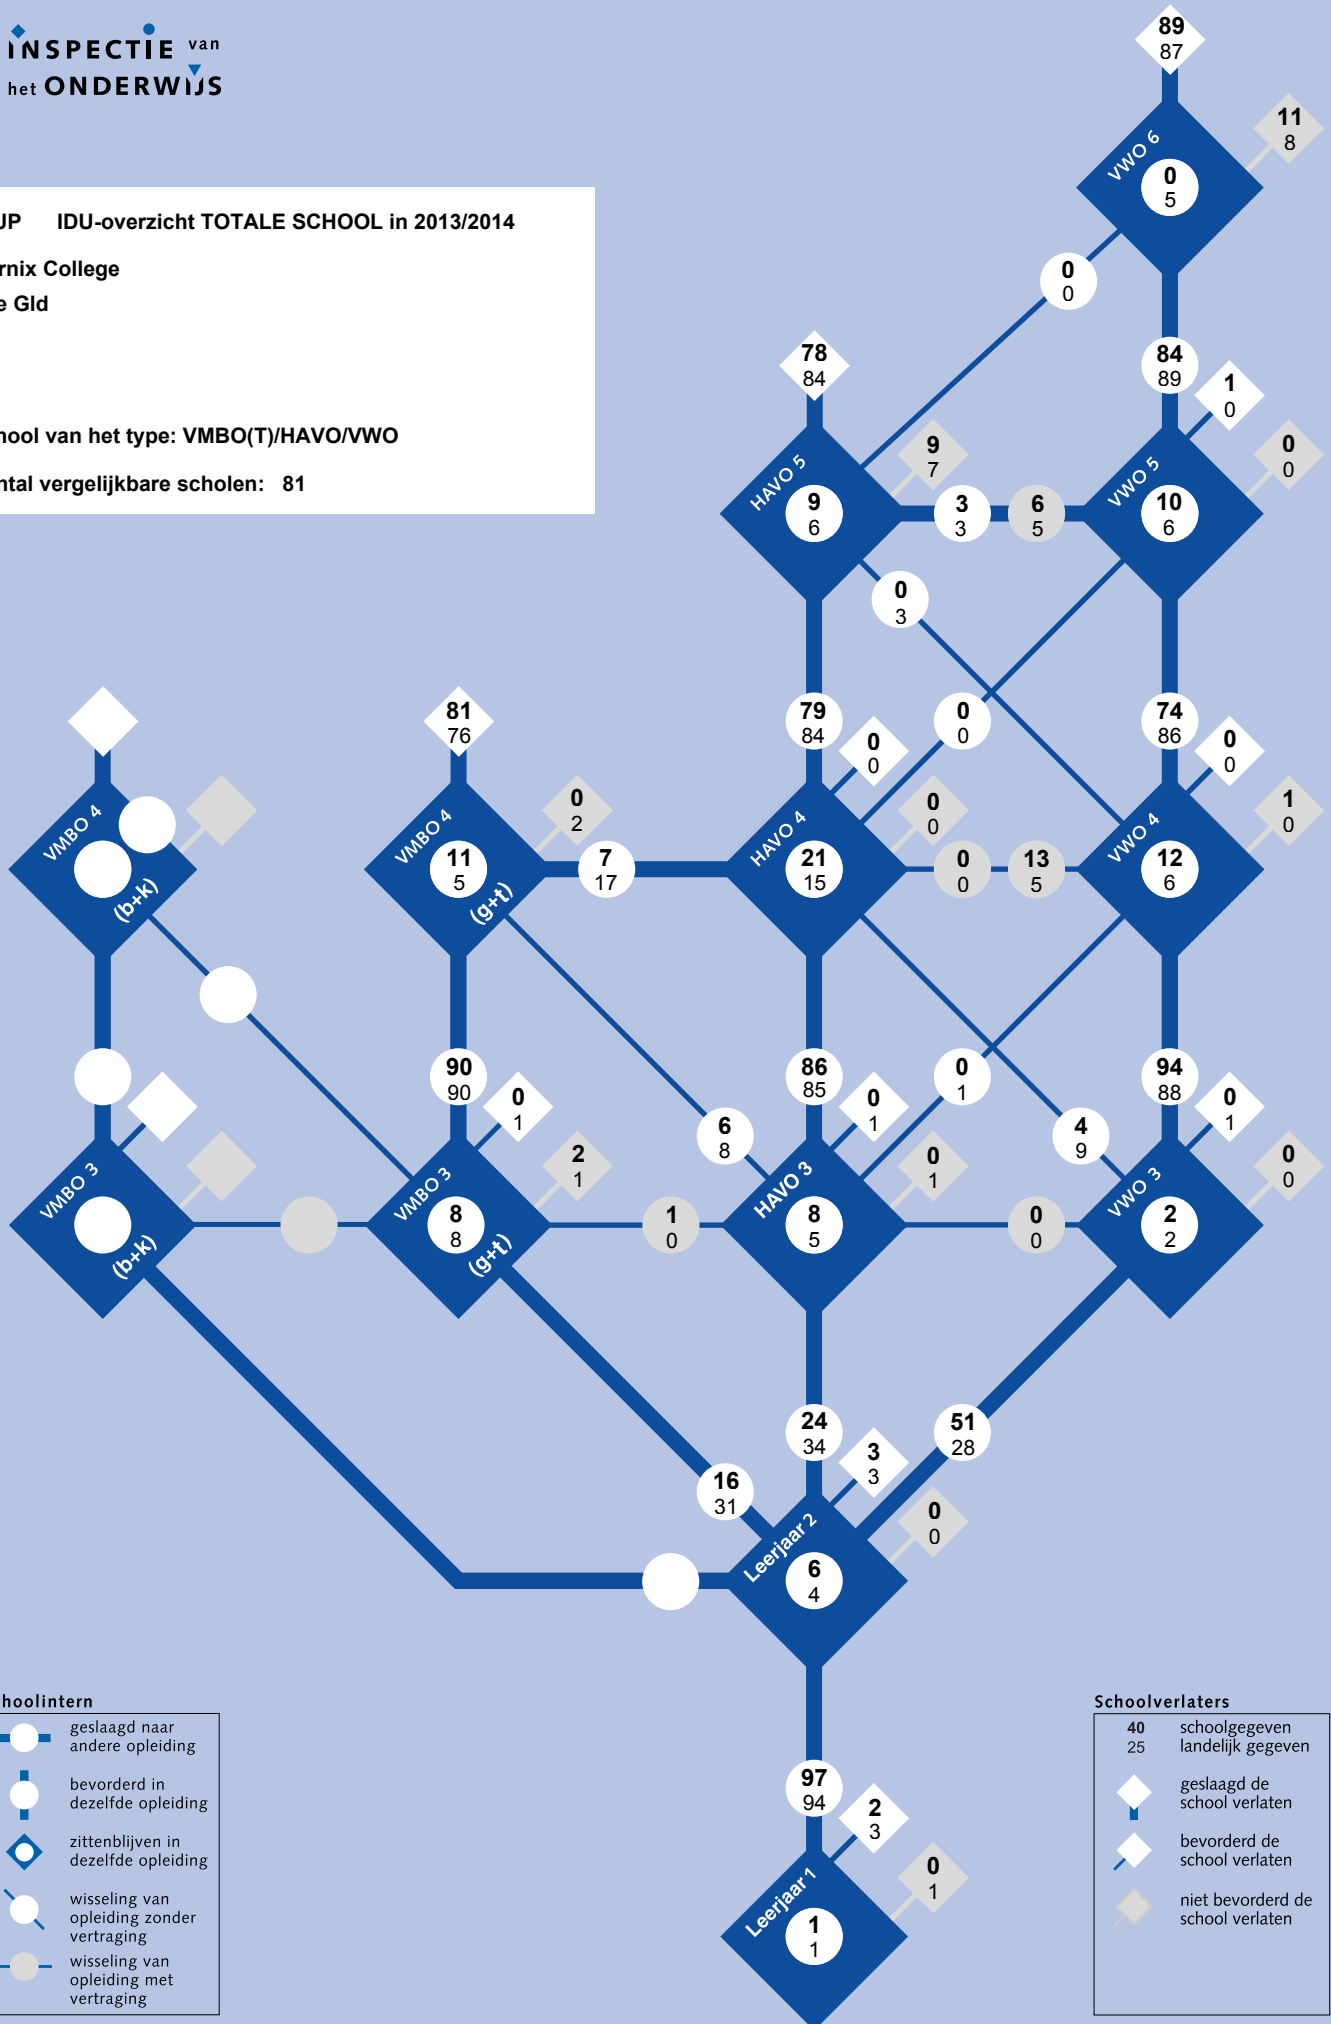 INSPECTIE van
het ONDERWIJS
IDU-overzicht TOTALE SCHOOL in 2013/2014
College
Gld
van het type: VMBO(T)/HAVO/VWO
vergelijkbare scholen: 81
89
87
11
8
VWO 6
0
5
0
0
78
84
84
89
1
0
9
7
0
0
HAVO 5
9
6
3
3
6
5
VWO 5
10
6
0
3
81
76
79
84
0
0
0
0
74
86
0
0
0
2
0
0
1
0
VMBO 4
(b+k)
VMBO 4
11
5
(g+t)
7
17
HAVO 4
21
15
0
0
13
5
VWO 4
12
6
90
90
0
1
86
85
0
1
0
1
94
88
0
1
6
8
4
9
2
1
0
1
0
0
VMBO 3
(b+k)
VMBO 3
8
8
(g+t)
1
0
HAVO 3
8
5
0
0
VWO 3
2
2
24
34
51
28
3
3
16
31
0
0
Leerjaar 2
6
4
97
94
2
3
0
1
Leerjaar 1
1
1
geslaagd naar
andere opleiding
bevorderd in
dezelfde opleiding
zittenblijven in
dezelfde opleiding
wisseling van
opleiding zonder
vertraging
wisseling van
opleiding met
vertraging
Schoolverlaters
40 schoolgegeven
25 landelijk gegeven
geslaagd de
school verlaten
bevorderd de
school verlaten
niet bevorderd de
school verlaten